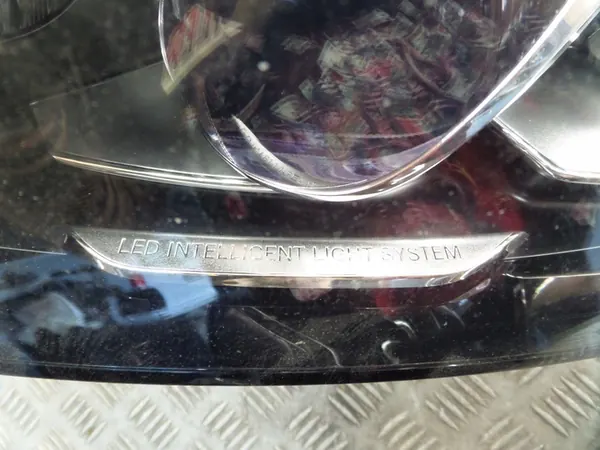 LED INTELLIGENT LIGHT SYSTEM